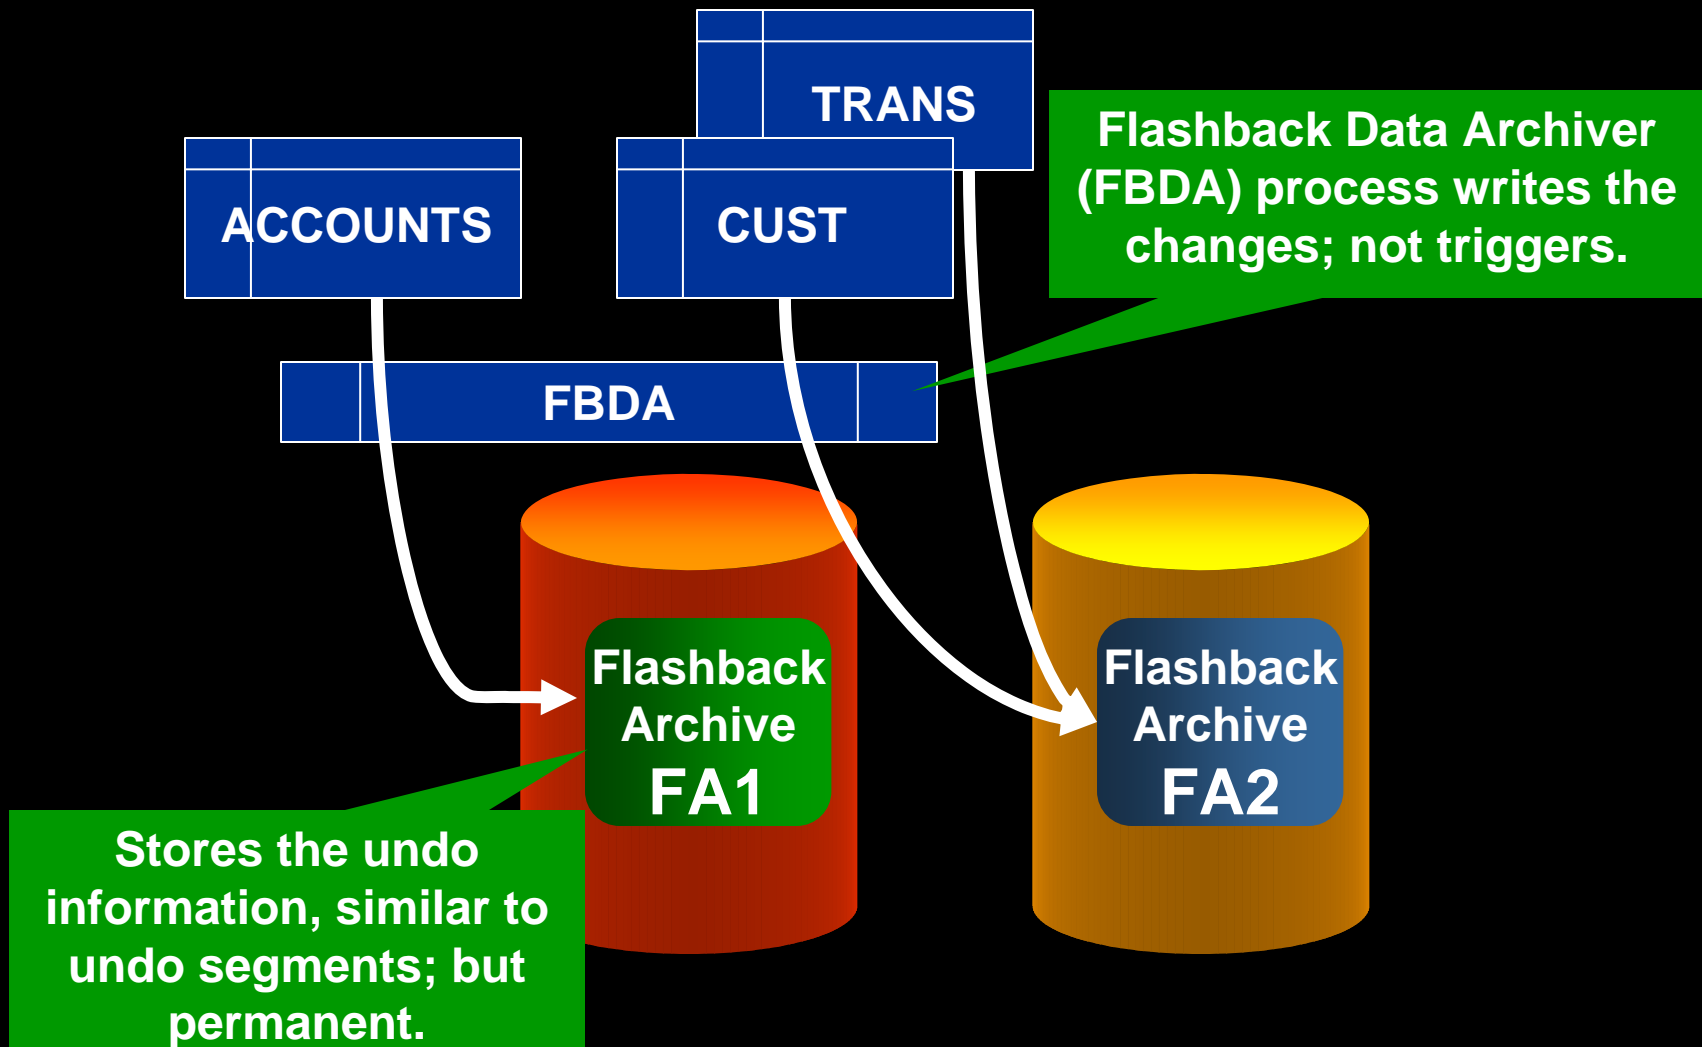 TRANS
Flashback Data Archiver
(FBDA) process writes the
changes; not triggers.
ACCOUNTS
CUST
FBDA
Flashback
Archive
FA1
Flashback
Archive
FA2
Stores the undo
information, similar to
undo segments; but
permanent.